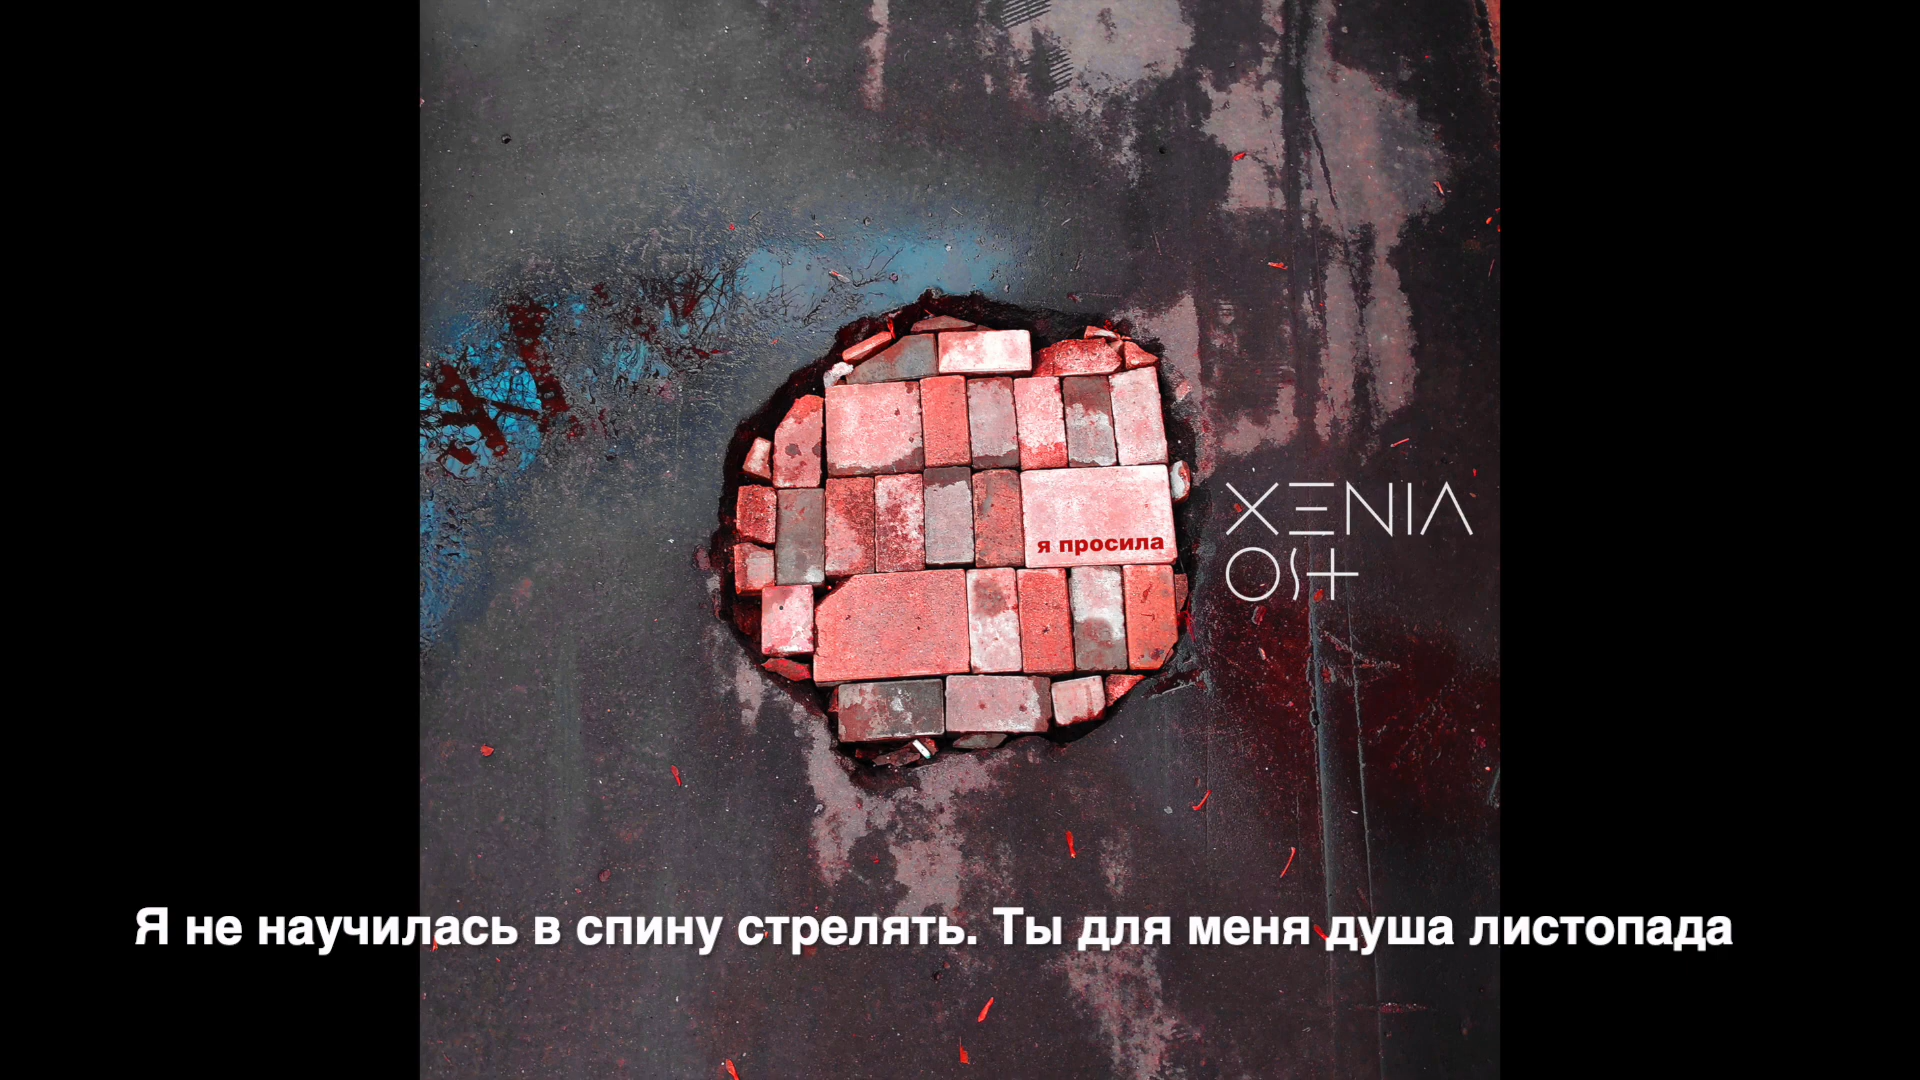 я просила
XENIA
OST
Я не научилась в спину стрелять. Ты для меня душа листопада